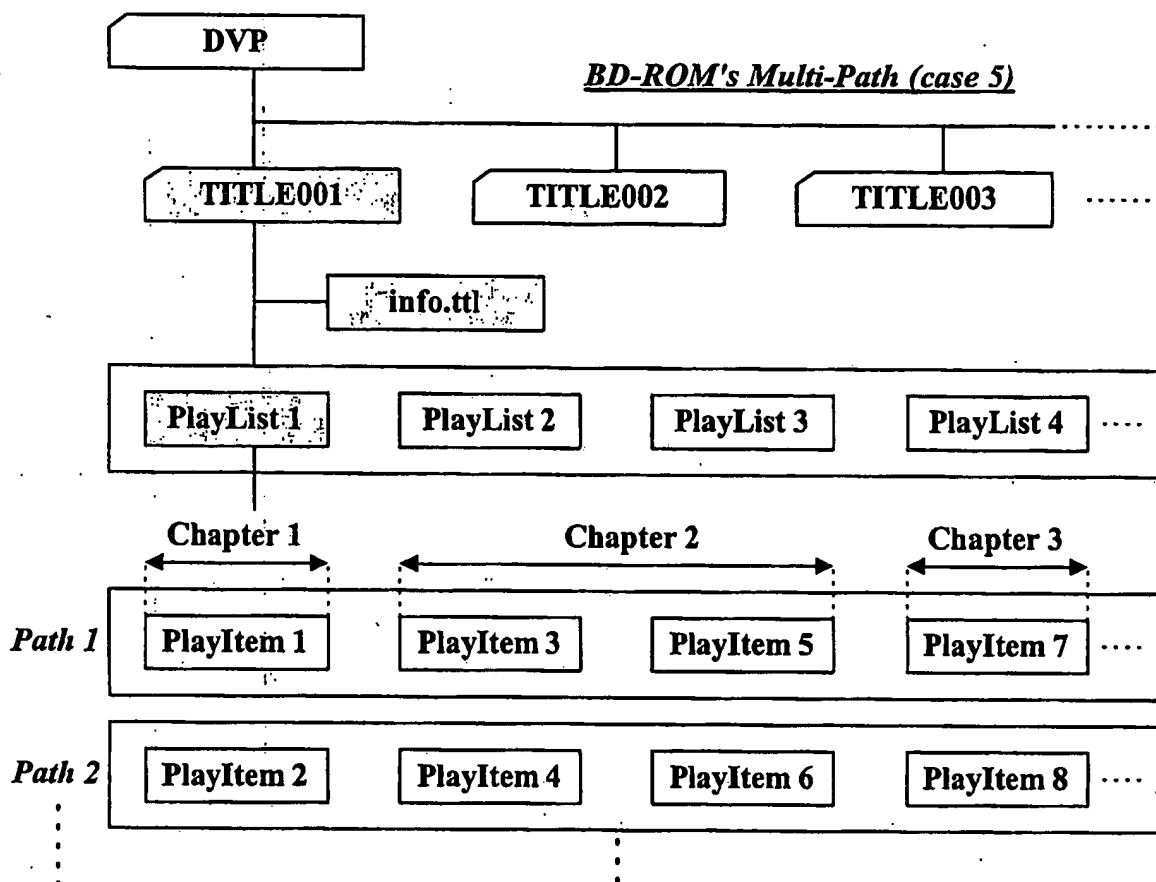 DVP
BD-ROM's Multi-Path (case 5)
TITLE001 TITLE002 TITLE003
info.ttl
PlayList 1 PlayList 2 PlayList 3 PlayList 4
Chapter 1 Chapter 2 Chapter 3
Path 1 PlayItem 1 PlayItem 3 PlayItem 5 PlayItem 7
Path 2 PlayItem 2 PlayItem 4 PlayItem 6 PlayItem 8